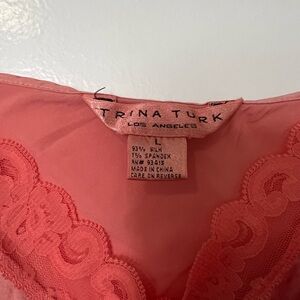 TRINA TURK
LOS ANGELES
L
93% SILK
7% SPANDEX
RN# 93418
MADE IN CHINA
CARE ON REVERSE